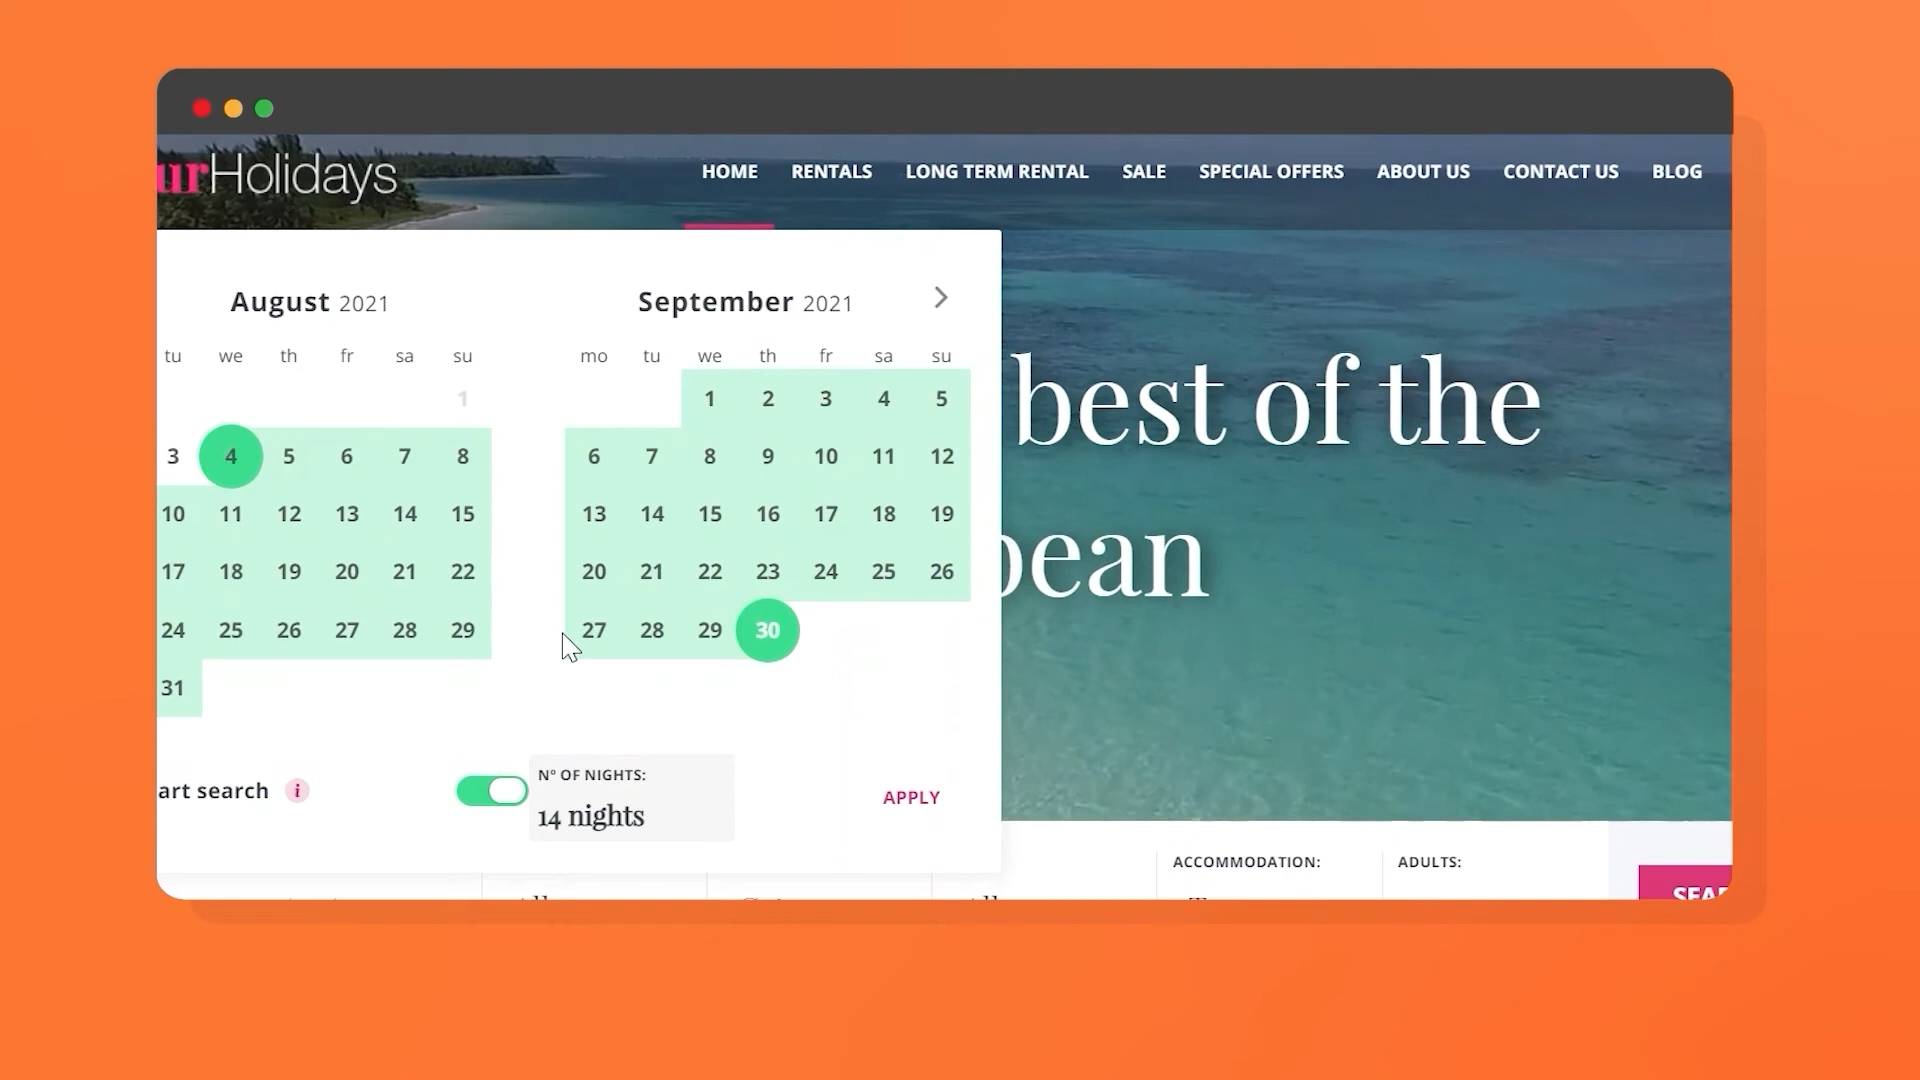 urHolidays
HOME RENTALS LONG TERM RENTAL SALE SPECIAL OFFERS ABOUT US CONTACT US BLOG
August 2021
tu we th fr sa su
1
3 4 5 6 7 8
10 11 12 13 14 15
17 18 19 20 21 22
24 25 26 27 28 29
31
September 2021
mo tu we th fr sa su
1 2 3 4 5
6 7 8 9 10 11 12
13 14 15 16 17 18 19
20 21 22 23 24 25 26
27 28 29 30
art search i
Nº OF NIGHTS:
14 nights
APPLY
best of the
bean
ACCOMMODATION:
ADULTS:
SEA